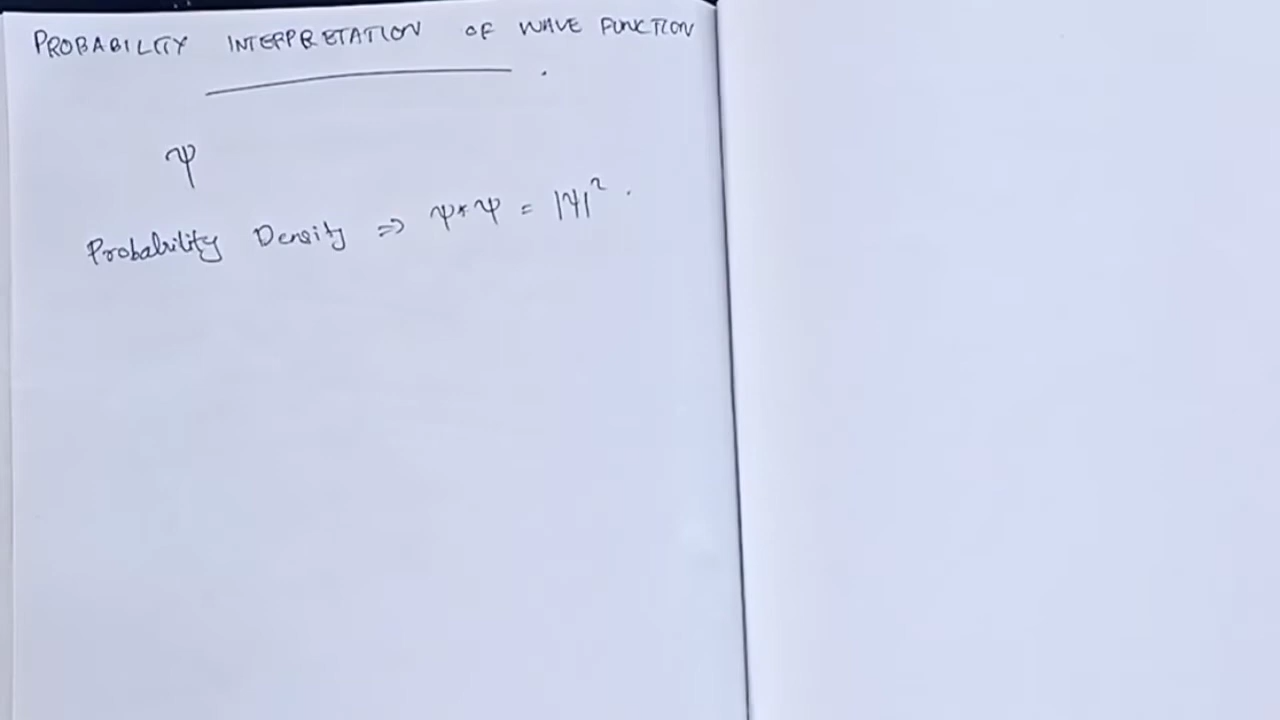 PROBABILITY INTERPRETATION OF WAVE FUNCTION
ψ
Probability Density => ψ*ψ = |ψ|².